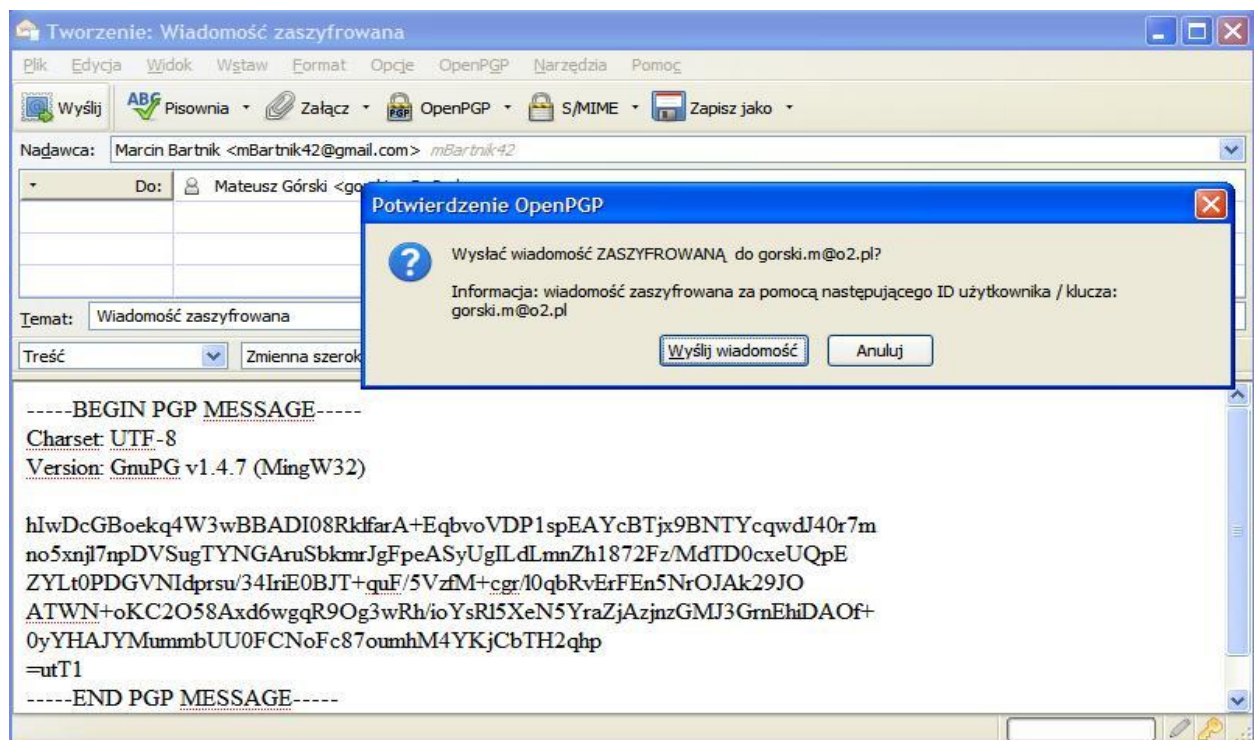 Tworzenie: Wiadomość zaszyfrowana
Plik Edycja Widok Wstaw Format Opcje OpenPGP Narzędzia Pomoc
Wyślij Pisownia Załącz OpenPGP S/MIME Zapisz jako
Nadawca: Marcin Bartnik <mBartnik42@gmail.com> mBartnik42
Do: Mateusz Górski
Potwierdzenie OpenPGP
Wysłać wiadomość ZASZYFROWANĄ do gorski.m@o2.pl?
Informacja: wiadomość zaszyfrowana za pomocą następującego ID użytkownika / klucza:
gorski.m@o2.pl
Wyślij wiadomość Anuluj
Temat: Wiadomość zaszyfrowana
Treść Zmienna szerok
-----BEGIN PGP MESSAGE-----
Charset: UTF-8
Version: GnuPG v1.4.7 (MingW32)
hIwDcGBoekq4W3wBBADI08RklfarA+EqbvoVDP1spEAYcBTjx9BNTYcqwdJ40r7m
no5xnjl7npDVSugTYNGAruSbkmrJgFpeASyUgILdLmnZh1872Fz/MdTD0cxeUQpE
ZYLt0PDGVNIdprsu/34IriE0BJT+quF/5VzfM+cgr/l0qbRvErFEn5NrOJAk29JO
ATWN+oKC2O58Axd6wgqR9Og3wRh/ioYsRl5XeN5YraZjAzjnzGMJ3GrnEhiDAOf+
0yYHAJYMummbUU0FCNoFc87oumhM4YKjCbTH2qhp
=utT1
-----END PGP MESSAGE-----